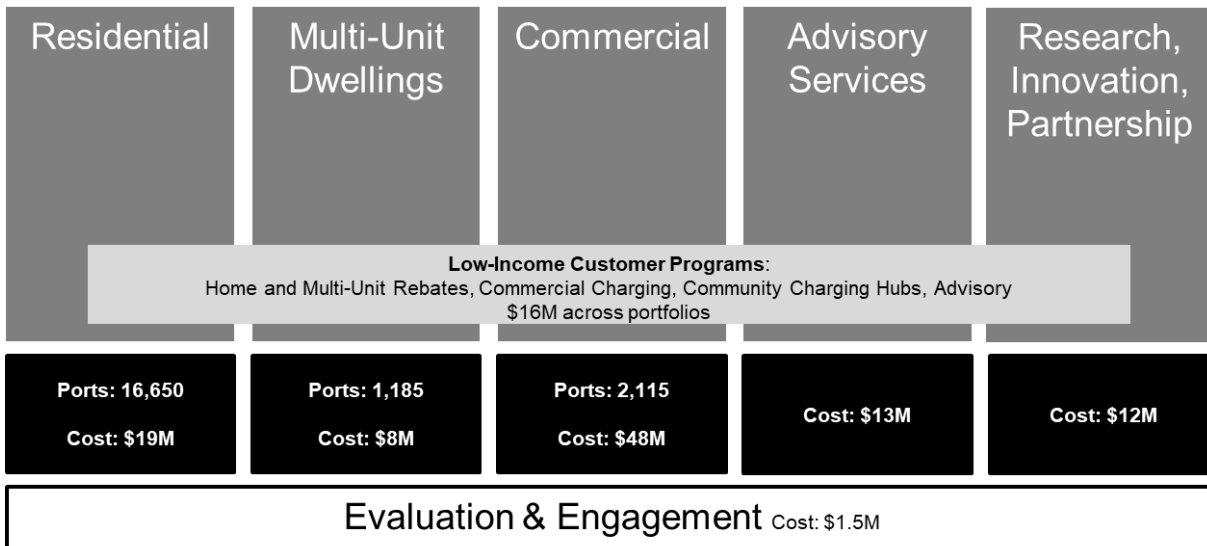 Residential
Multi-Unit
Dwellings
Commercial
Advisory
Services
Research,
Innovation,
Partnership
Low-Income Customer Programs:
Home and Multi-Unit Rebates, Commercial Charging, Community Charging Hubs, Advisory
$16M across portfolios
Ports: 16,650
Cost: $19M
Ports: 1,185
Cost: $8M
Ports: 2,115
Cost: $48M
Cost: $13M
Cost: $12M
Evaluation & Engagement Cost: $1.5M